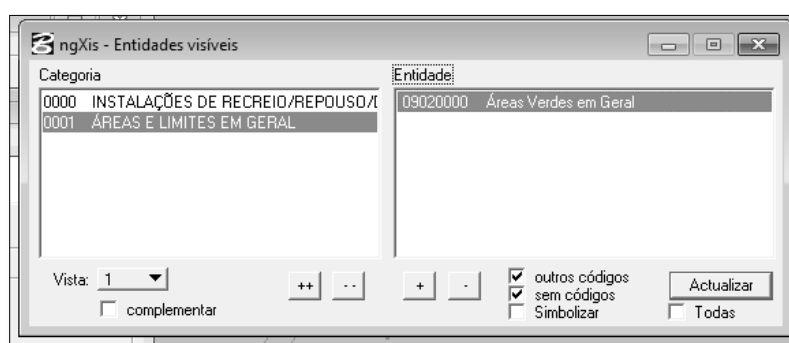 ngXis - Entidades visíveis
Categoria
Entidade
0000 INSTALAÇÕES DE RECREIO/REPOUSO/
0001 ÁREAS E LIMITES EM GERAL
09020000 Áreas Verdes em Geral
Vista: 1
++
--
+
-
outros códigos
sem códigos
Simbolizar
Actualizar
complementar
Todas